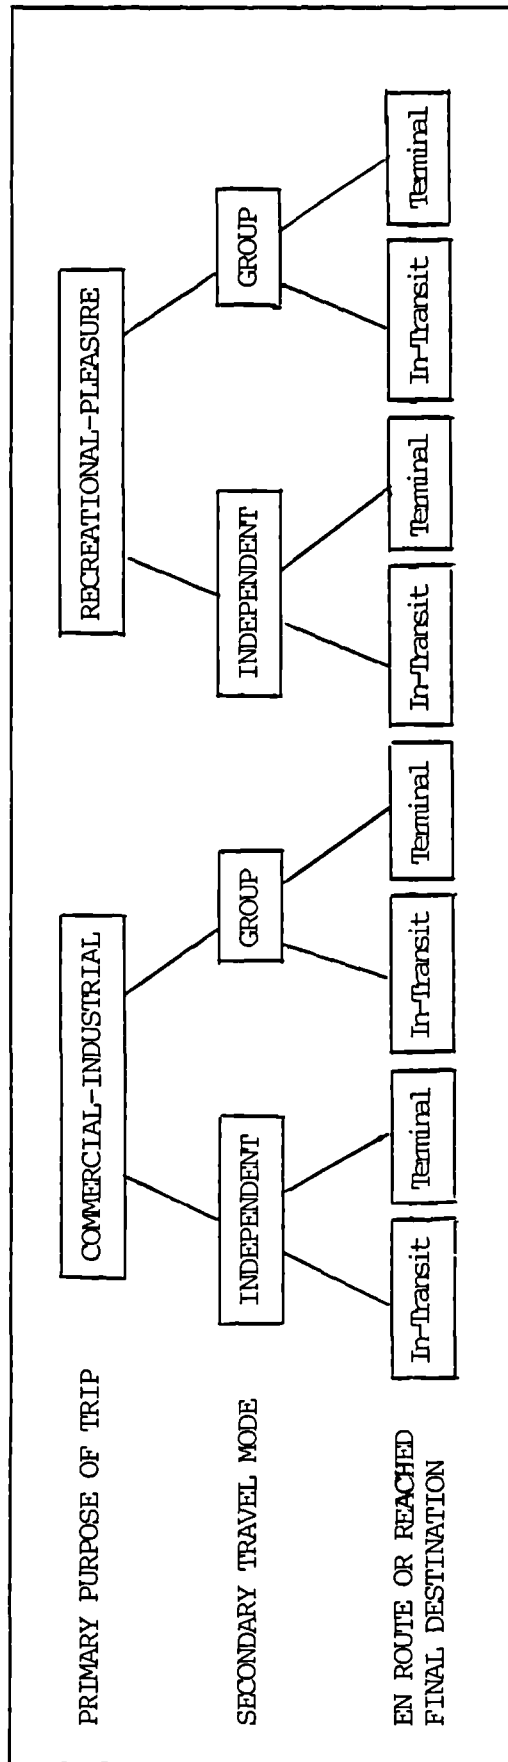 PRIMARY PURPOSE OF TRIP
COMMERCIAL-INDUSTRIAL
RECREATIONAL-PLEASURE
SECONDARY TRAVEL MODE
INDEPENDENT
GROUP
INDEPENDENT
GROUP
EN ROUTE OR REACHED
FINAL DESTINATION
In-Transit
Terminal
In-Transit
Terminal
In-Transit
Terminal
In-Transit
Terminal